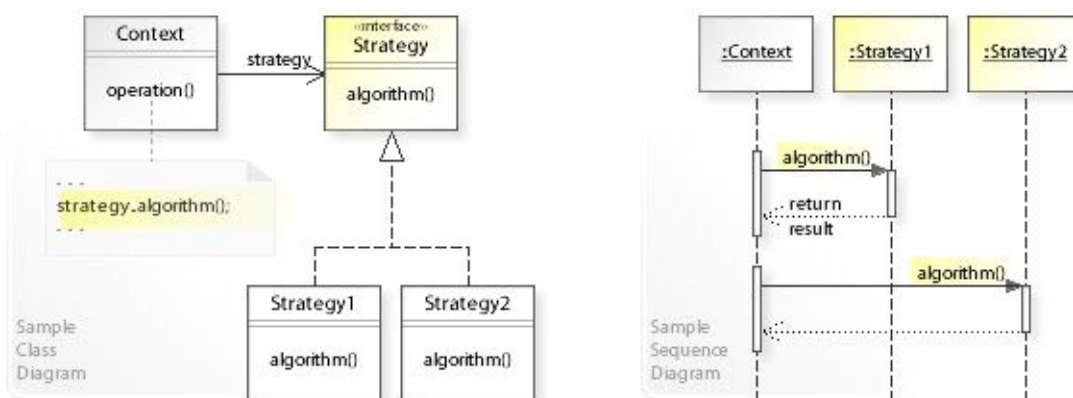 Context
operation()
strategy
«interface»
Strategy
algorithm()
. . .
strategy.algorithm();
. . .
Strategy1
algorithm()
Strategy2
algorithm()
Sample
Class
Diagram
:Context
:Strategy1
:Strategy2
algorithm()
return
result
algorithm()
Sample
Sequence
Diagram